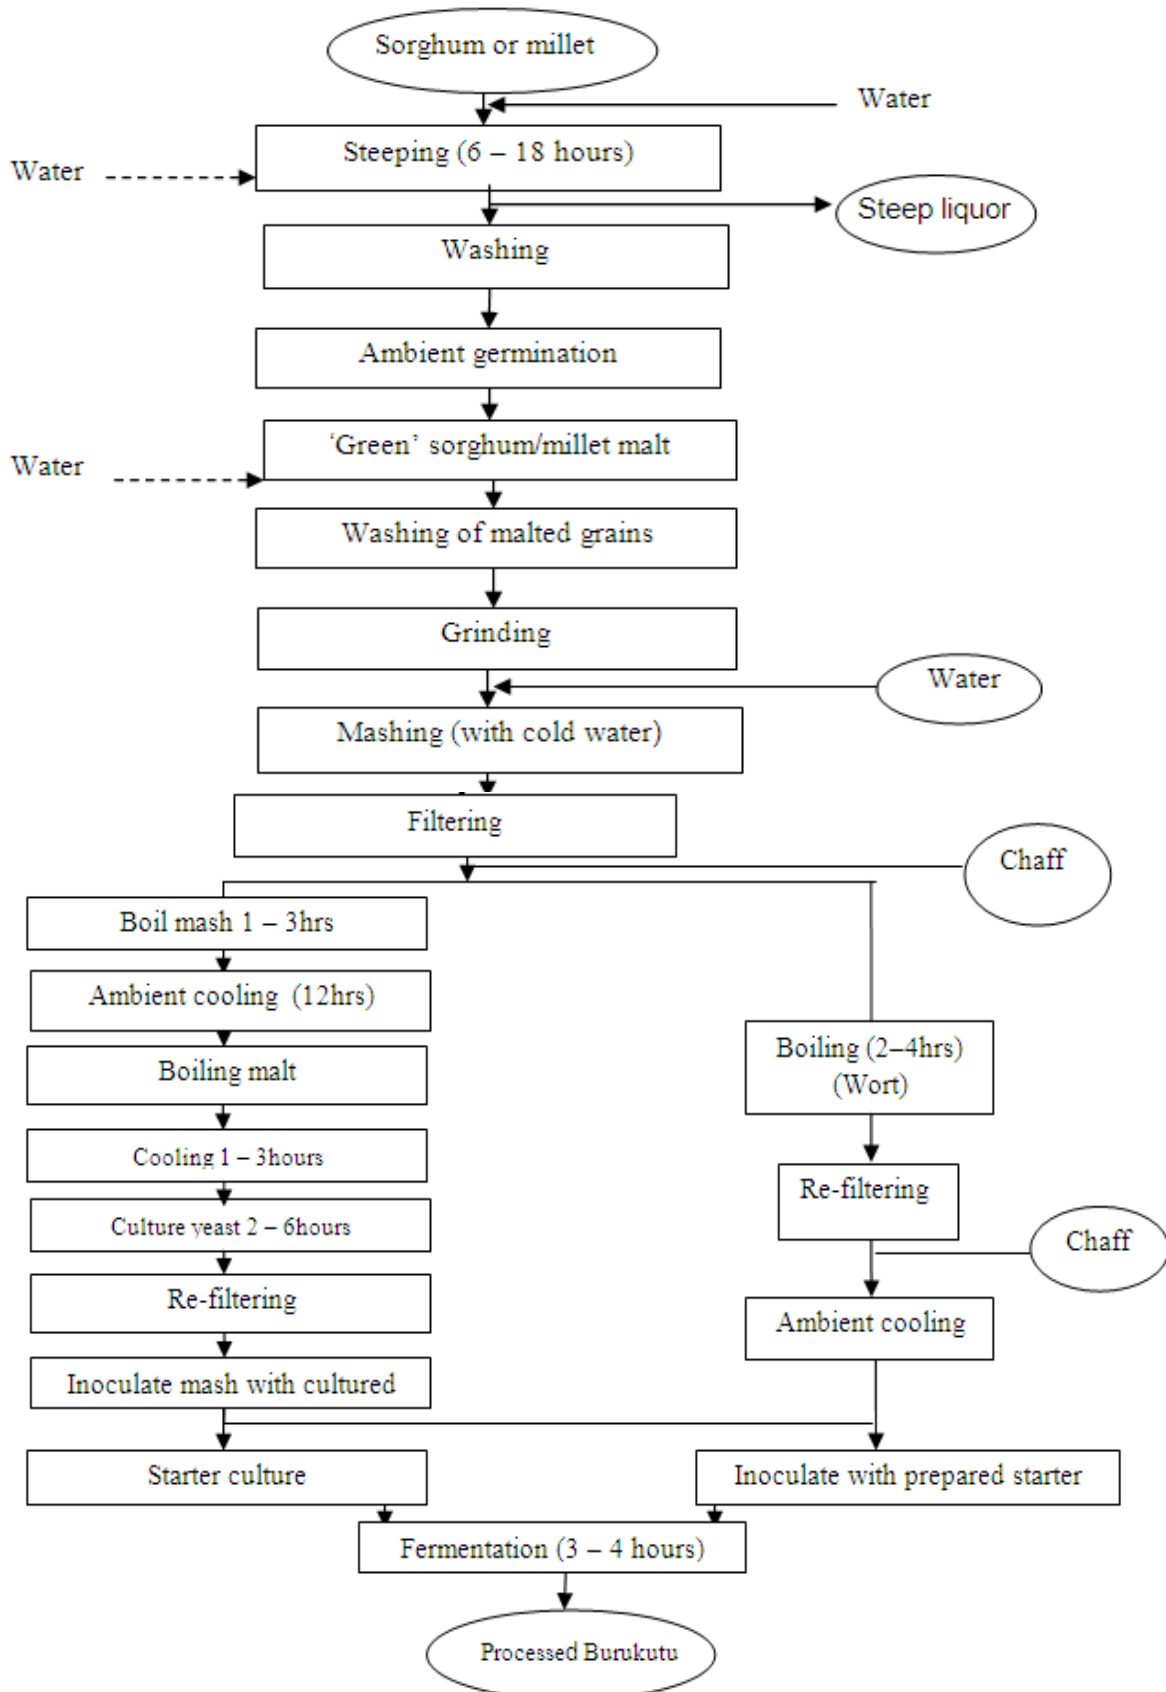 Sorghum or millet
Water
Steeping (6 – 18 hours)
Water
Steep liquor
Washing
Ambient germination
‘Green’ sorghum/millet malt
Water
Washing of malted grains
Grinding
Water
Mashing (with cold water)
Filtering
Chaff
Boil mash 1 – 3hrs
Ambient cooling (12hrs)
Boiling malt
Cooling 1 – 3hours
Culture yeast 2 – 6hours
Re-filtering
Inoculate mash with cultured
Starter culture
Boiling (2–4hrs)
(Wort)
Re-filtering
Chaff
Ambient cooling
Inoculate with prepared starter
Fermentation (3 – 4 hours)
Processed Burukutu